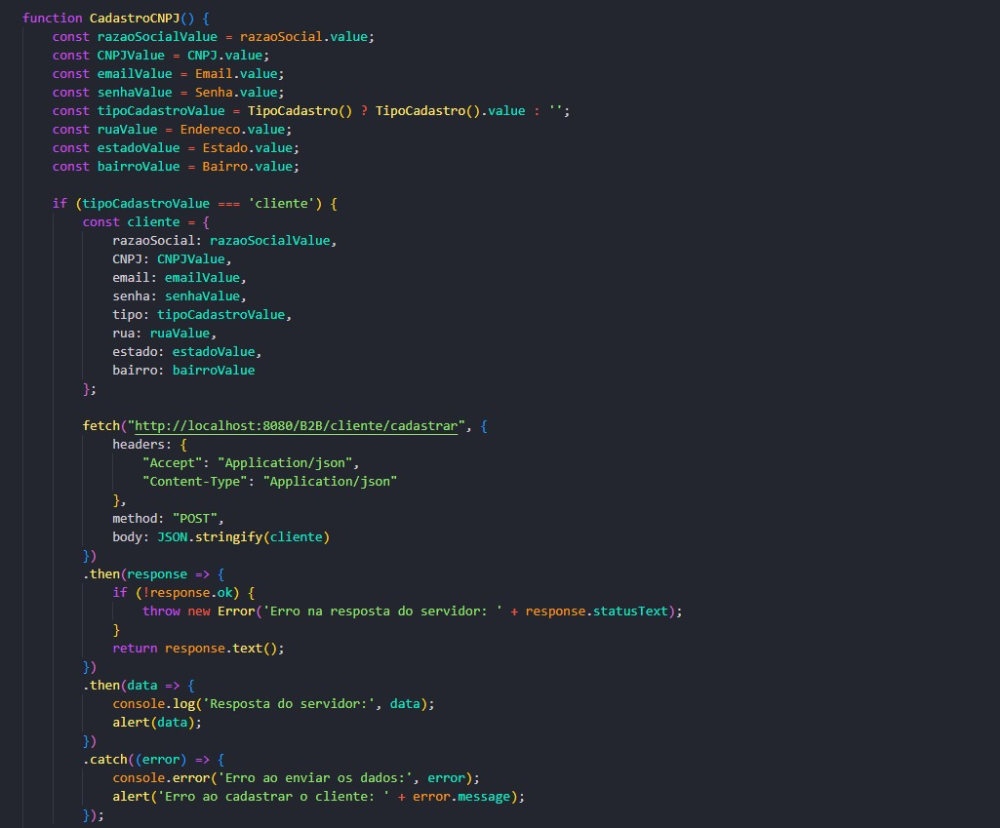 function CadastroCNPJ() {
const razaoSocialValue = razaoSocial.value;
const CNPJValue = CNPJ.value;
const emailValue = Email.value;
const senhaValue = Senha.value;
const tipoCadastroValue = TipoCadastro() ? TipoCadastro().value : '';
const ruaValue = Endereco.value;
const estadoValue = Estado.value;
const bairroValue = Bairro.value;
if (tipoCadastroValue === 'cliente') {
const cliente = {
razaoSocial: razaoSocialValue,
CNPJ: CNPJValue,
email: emailValue,
senha: senhaValue,
tipo: tipoCadastroValue,
rua: ruaValue,
estado: estadoValue,
bairro: bairroValue
};
fetch("http://localhost:8080/B2B/cliente/cadastrar", {
headers: {
"Accept": "Application/json",
"Content-Type": "Application/json"
},
method: "POST",
body: JSON.stringify(cliente)
})
.then(response => {
if (!response.ok) {
throw new Error('Erro na resposta do servidor: ' + response.statusText);
}
return response.text();
})
.then(data => {
console.log('Resposta do servidor:', data);
alert(data);
})
.catch((error) => {
console.error('Erro ao enviar os dados:', error);
alert('Erro ao cadastrar o cliente: ' + error.message);
});